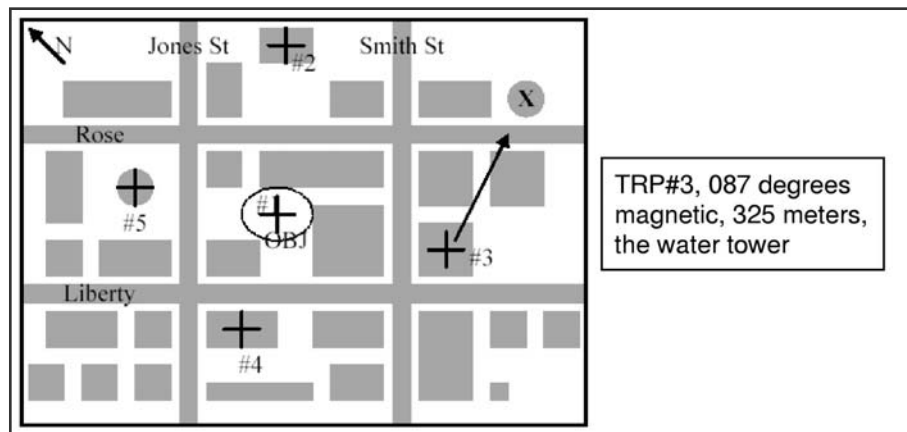 N
Jones St
Smith St
#2
X
Rose
#1
#5
OBJ
#3
Liberty
#4
TRP#3, 087 degrees
magnetic, 325 meters,
the water tower